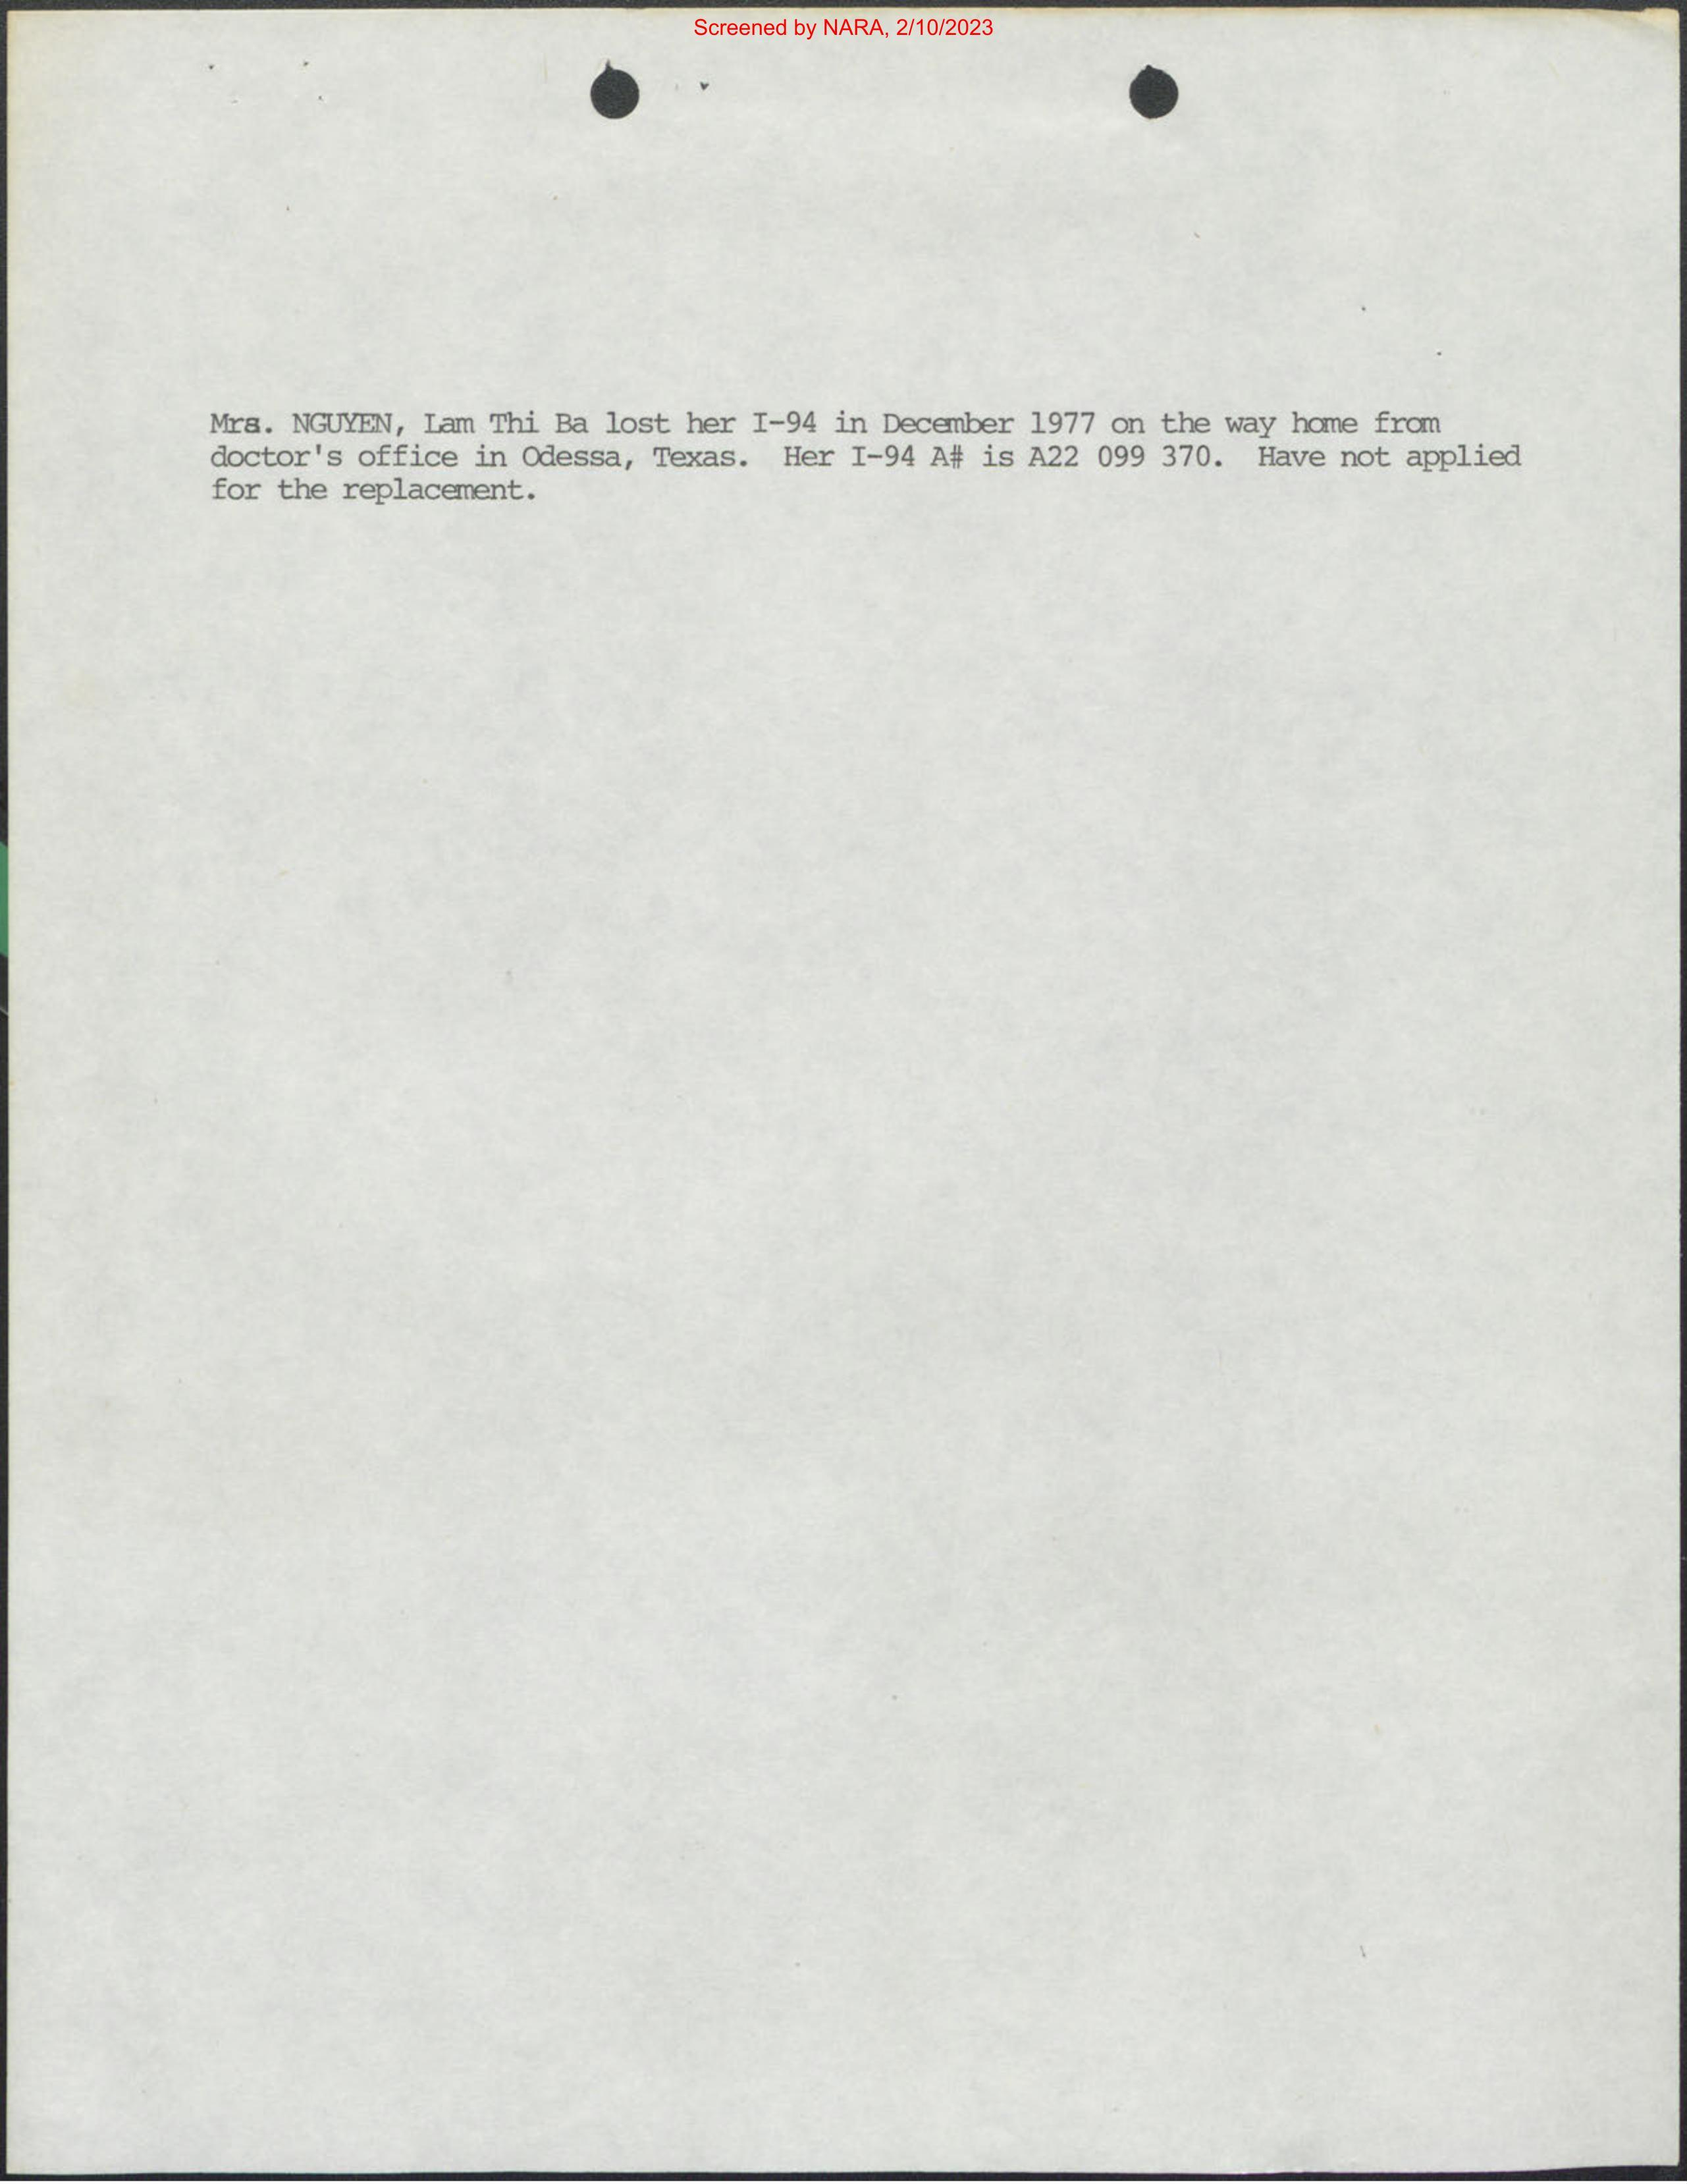 Screened by NARA, 2/10/2023
Mrs. NGUYEN, Lam Thi Ba lost her I-94 in December 1977 on the way home from
doctor's office in Odessa, Texas.  Her I-94 A# is A22 099 370.  Have not applied
for the replacement.